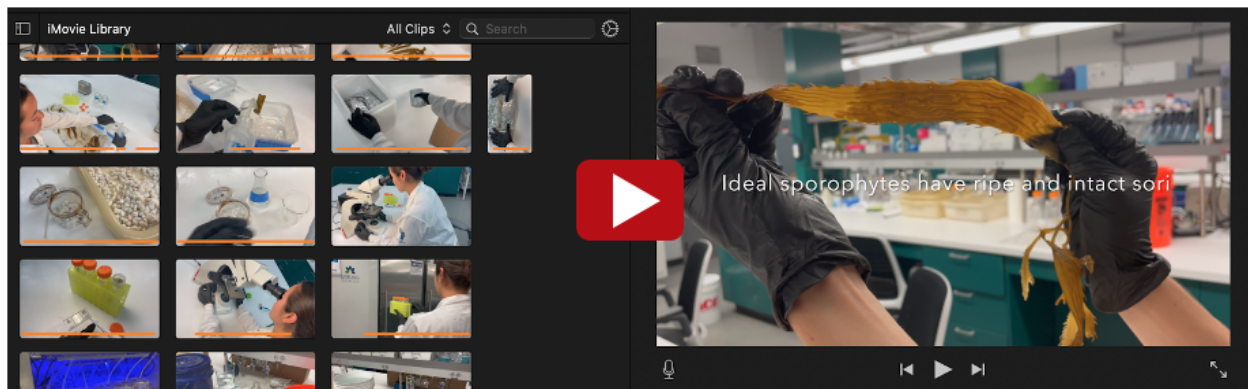 iMovie Library
All Clips
Search
Ideal sporophytes have ripe and intact sori